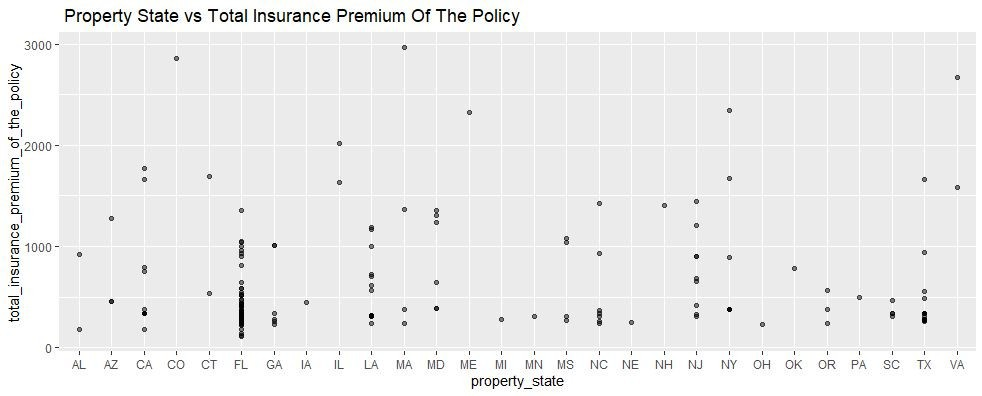 Property State vs Total Insurance Premium Of The Policy
total_insurance_premium_of_the_policy
3000
2000
1000
0
AL AZ CA CO CT FL GA IA IL LA MA MD ME MI MN MS NC NE NH NJ NY OH OK OR PA SC TX VA
property_state